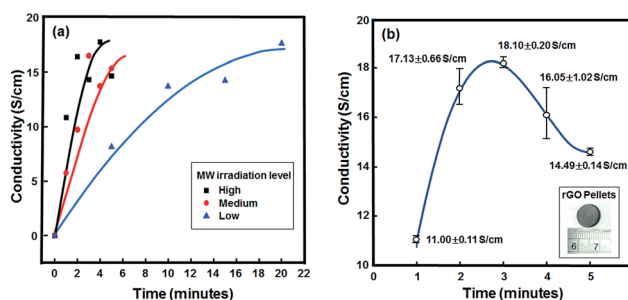 (a)
Conductivity (S/cm)
20
15
10
5
0
MW irradiation level
High
Medium
Low
0 2 4 6 8 10 12 14 16 18 20 22
Time (minutes)
(b)
Conductivity (S/cm)
20
18
16
14
12
10
18.10±0.20 S/cm
17.13±0.66 S/cm
16.05±1.02 S/cm
14.49±0.14 S/cm
11.00±0.11 S/cm
rGO Pellets
6 7
0 1 2 3 4 5 6
Time (minutes)